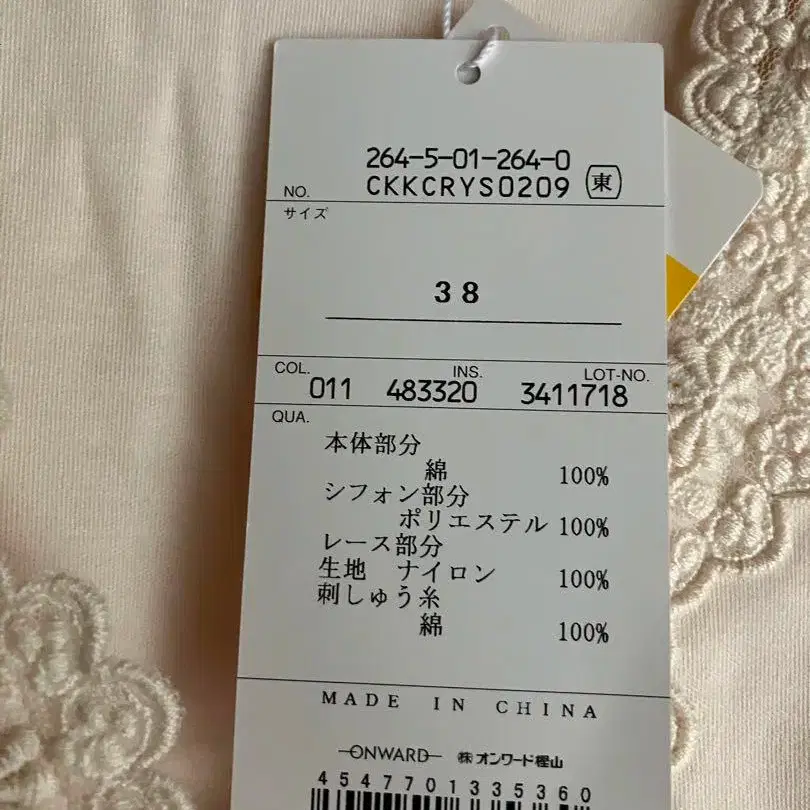 264-5-01-264-0
NO. CKKCRYS0209 東
サイズ
38
COL. INS. LOT-NO.
011 483320 3411718
QUA.
本体部分
綿 100%
シフォン部分
ポリエステル 100%
レース部分
生地 ナイロン 100%
刺しゅう糸
綿 100%
MADE IN CHINA
ONWARD ㈱オンワード樫山
4547701335360